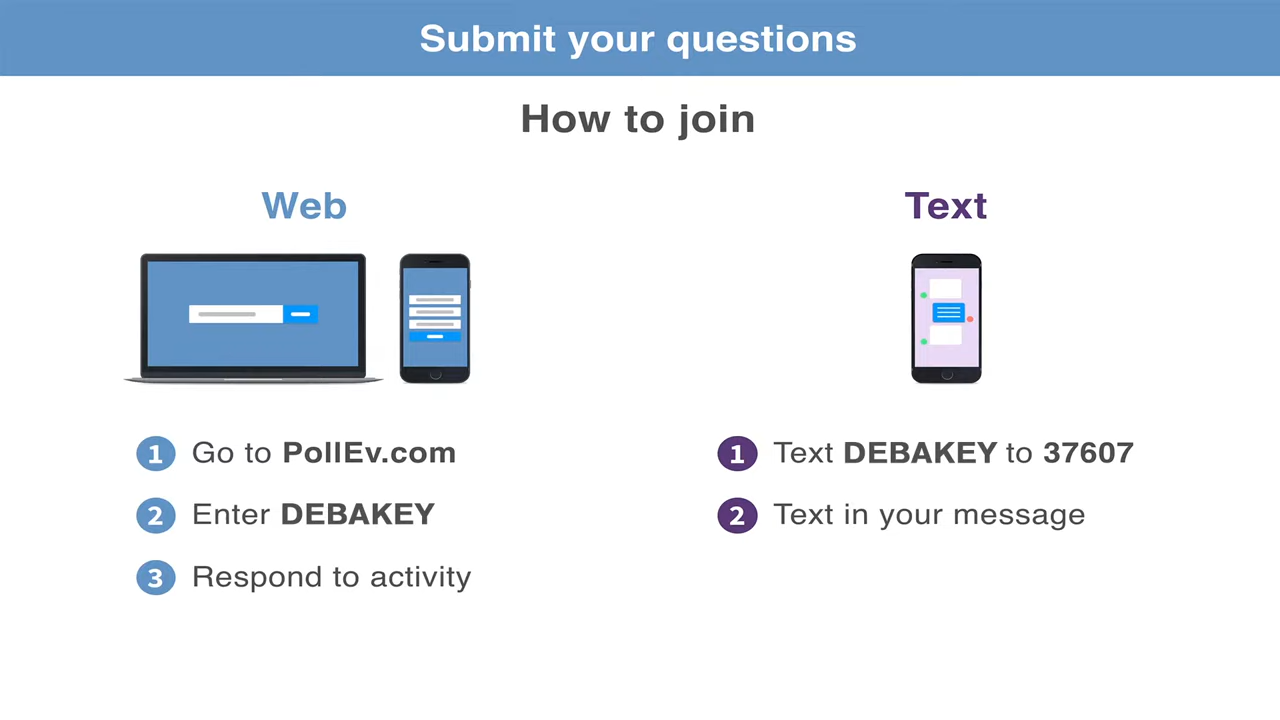 Submit your questions
How to join
Web
1 Go to PollEv.com
2 Enter DEBAKEY
3 Respond to activity
Text
1 Text DEBAKEY to 37607
2 Text in your message